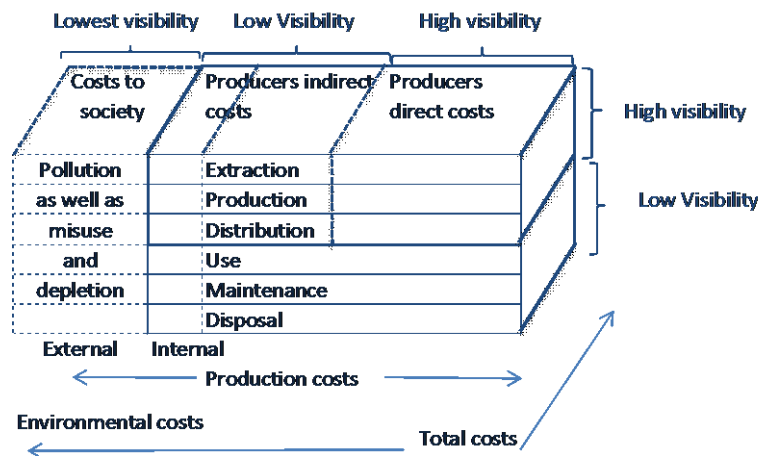 Lowest visibility
Low Visibility
High visibility
Costs to society
Producers indirect costs
Producers direct costs
High visibility
Low Visibility
Pollution
Extraction
as well as
Production
misuse
Distribution
and
Use
depletion
Maintenance
Disposal
External
Internal
Production costs
Environmental costs
Total costs